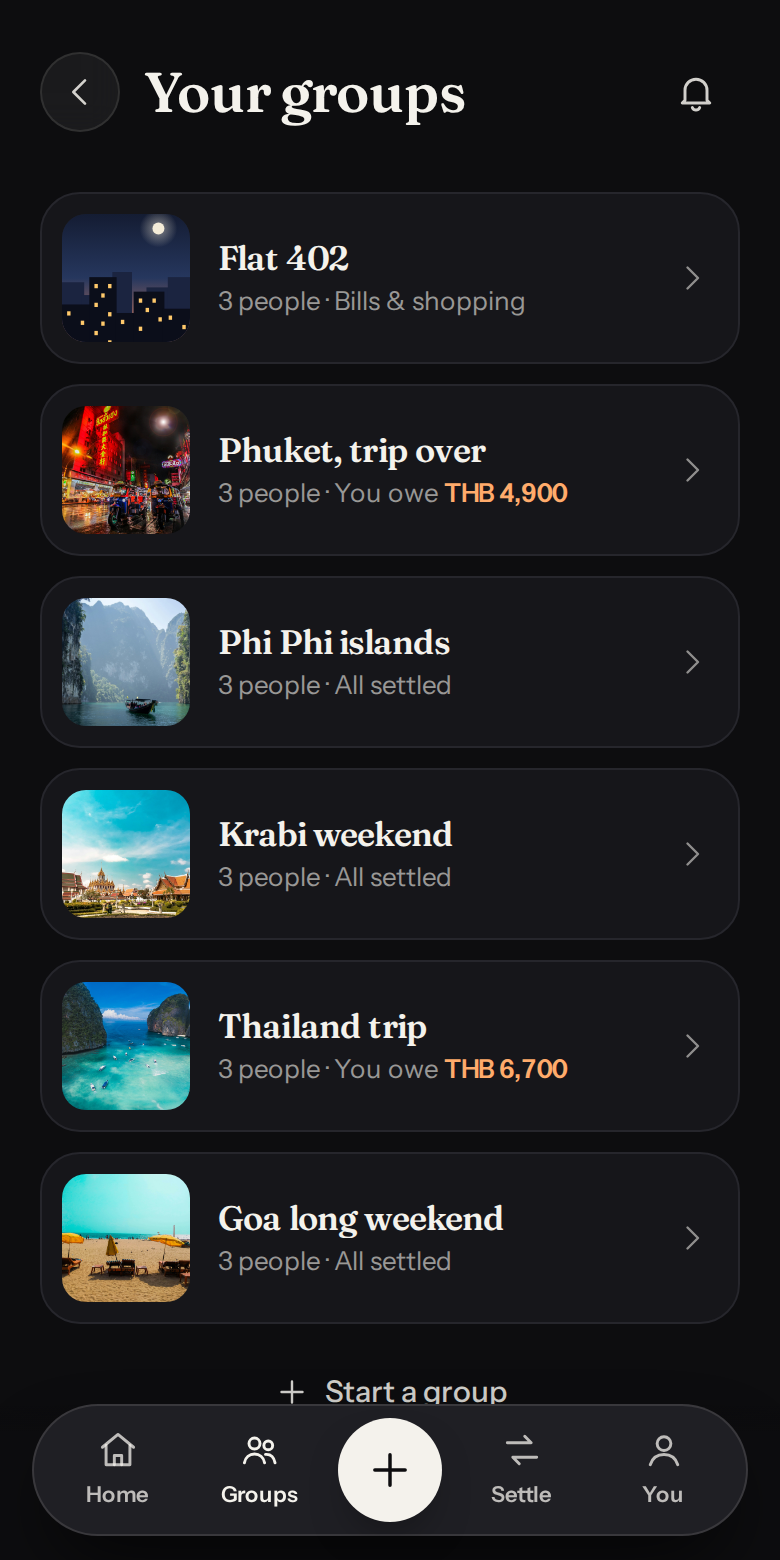 Your groups
Flat 402
3 people · Bills & shopping
Phuket, trip over
3 people · You owe THB 4,900
Phi Phi islands
3 people · All settled
Krabi weekend
3 people · All settled
Thailand trip
3 people · You owe THB 6,700
Goa long weekend
3 people · All settled
Start a group
Home
Groups
Settle
You